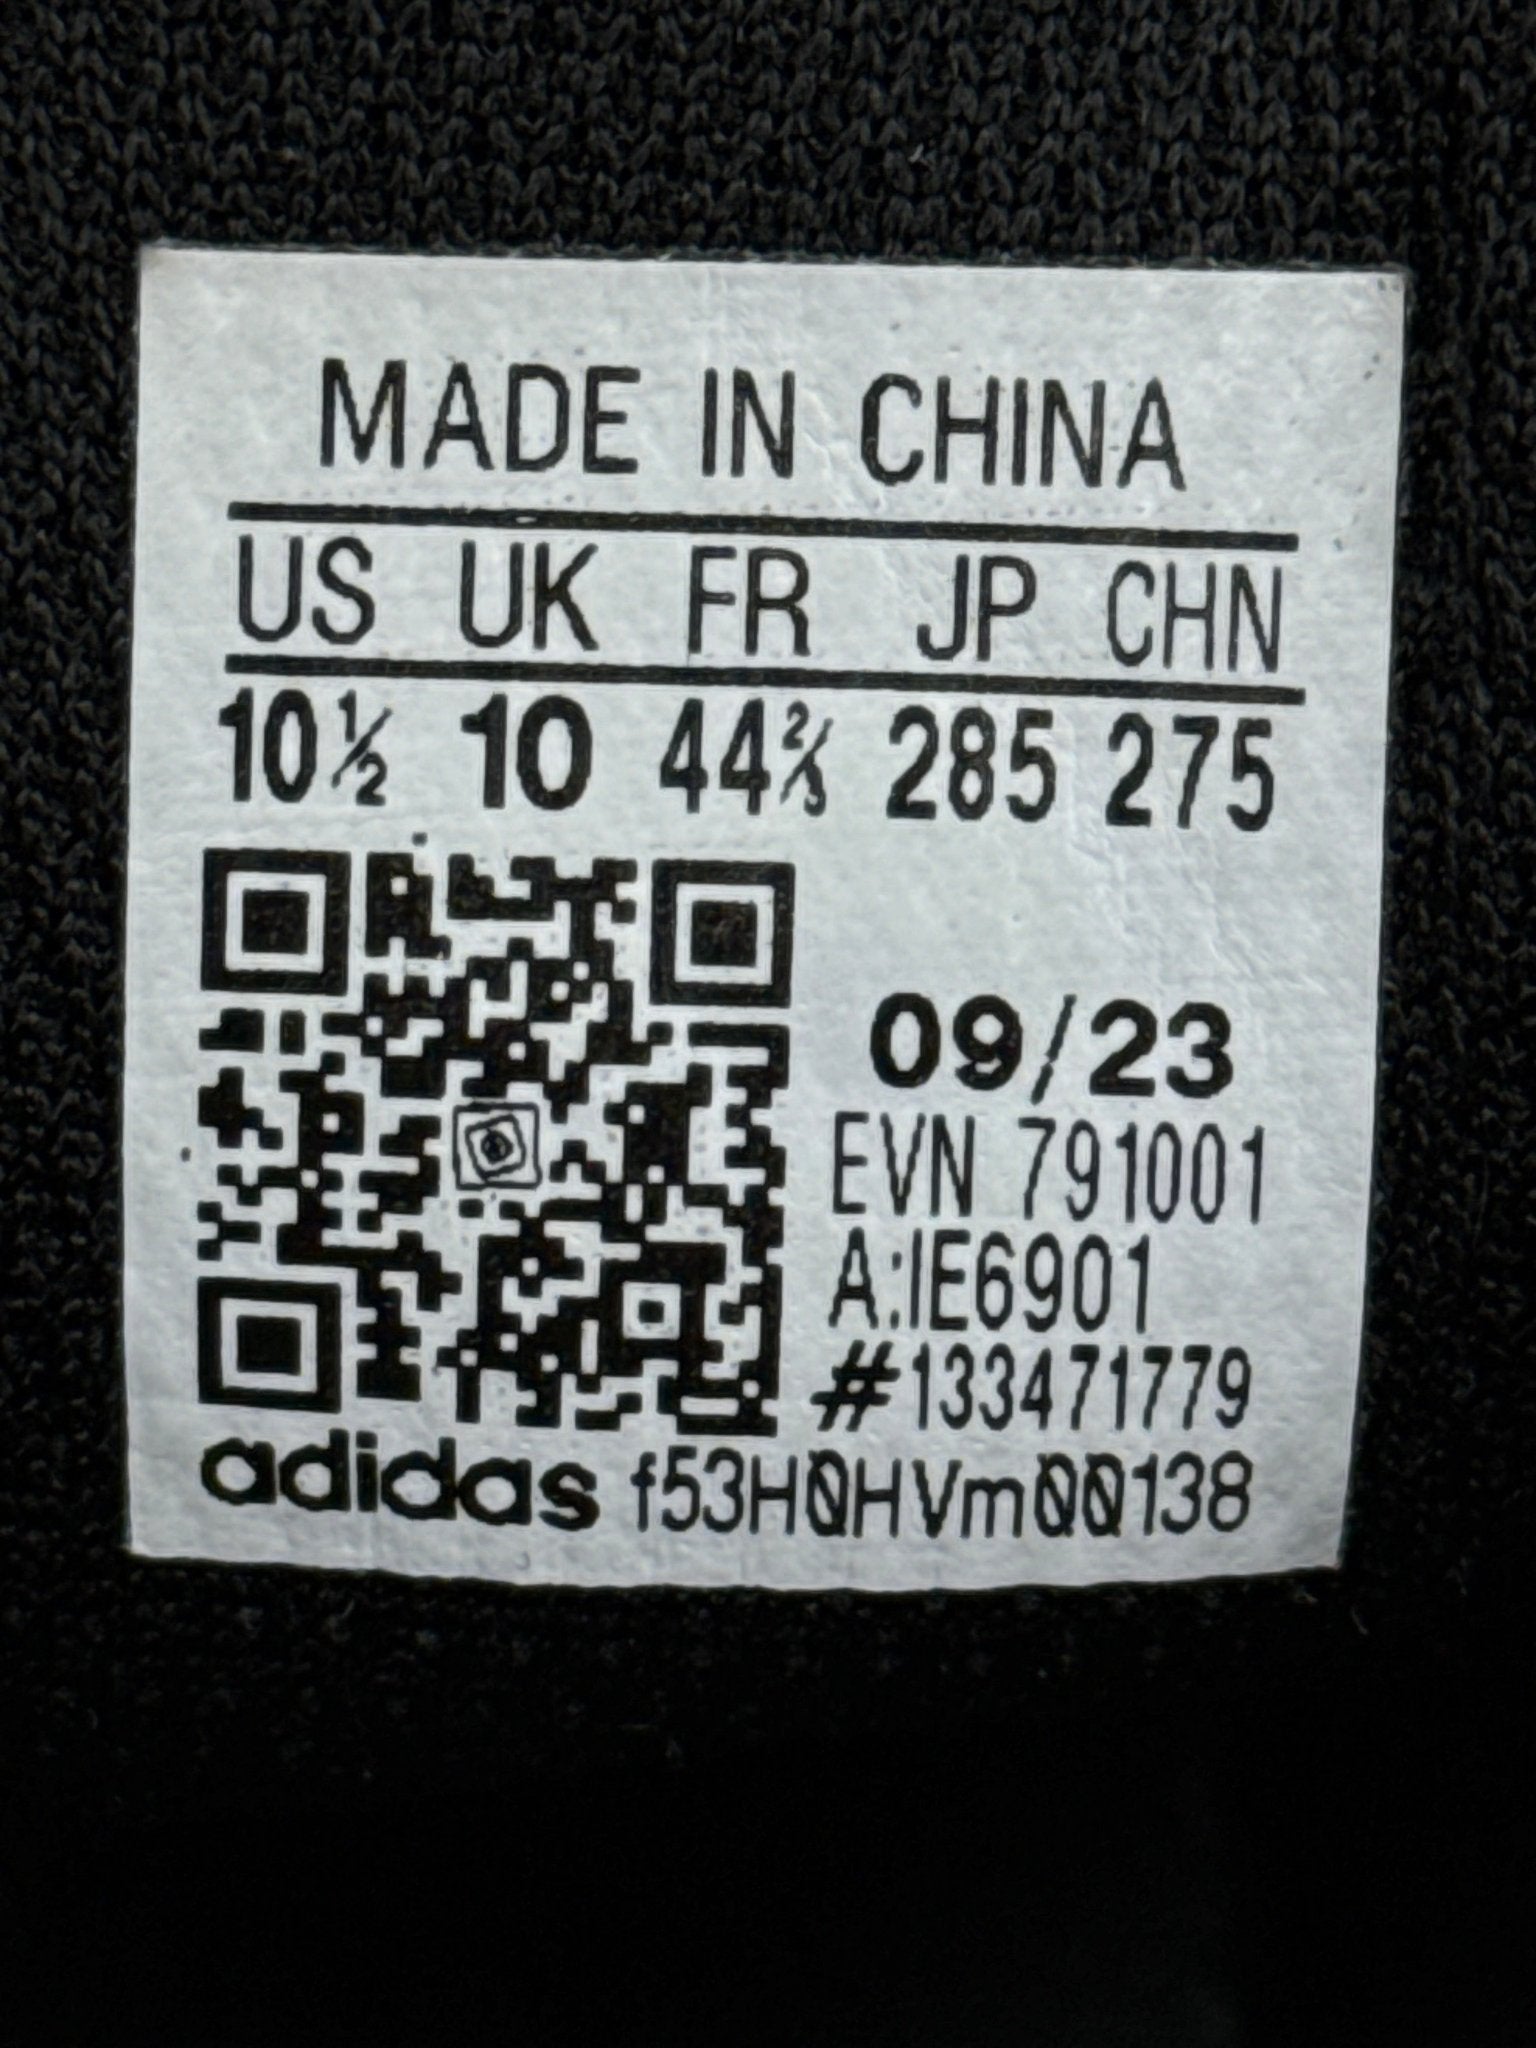 MADE IN CHINA
US UK FR JP CHN
10½ 10 44⅔ 285 275
09/23
EVN 791001
A:IE6901
#133471779
adidas f53H0HVm00138